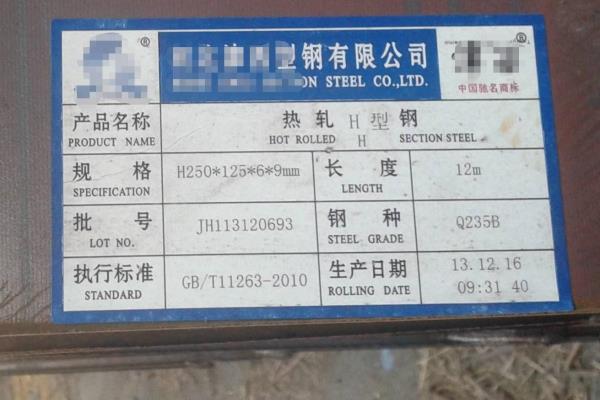 ®
型钢有限公司
®
ON STEEL CO.,LTD.
中国驰名商标
产品名称 热轧 H 型 钢
PRODUCT NAME HOT ROLLED H SECTION STEEL
规 格 H250*125*6*9mm 长 度 12m
SPECIFICATION LENGTH
批 号 JH113120693 钢 种 Q235B
LOT NO. STEEL GRADE
执行标准 GB/T11263-2010 生产日期 13.12.16
STANDARD ROLLING DATE 09:31 40